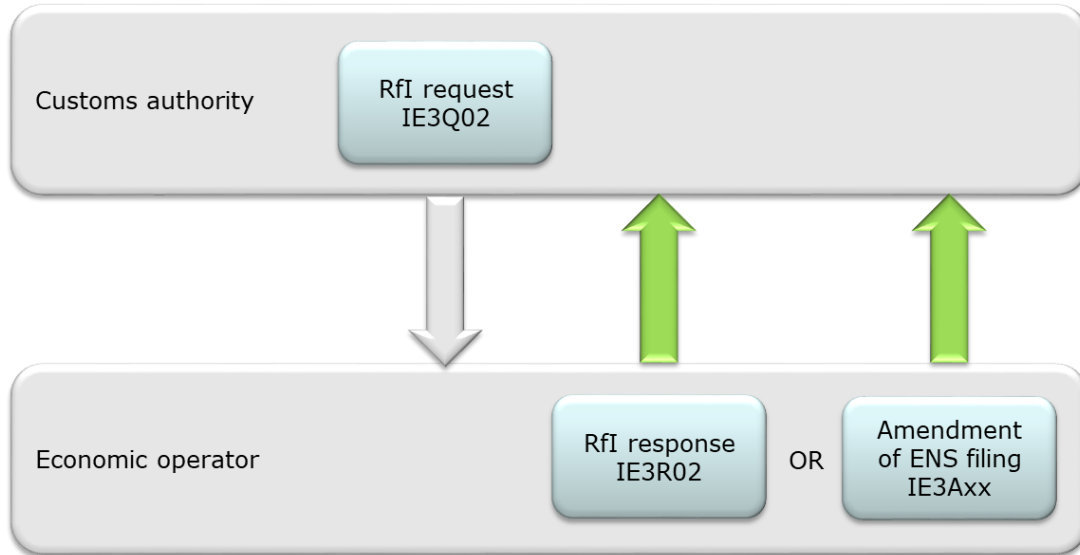 Customs authority
RfI request
IE3Q02
Economic operator
RfI response
IE3R02
OR
Amendment
of ENS filing
IE3Axx